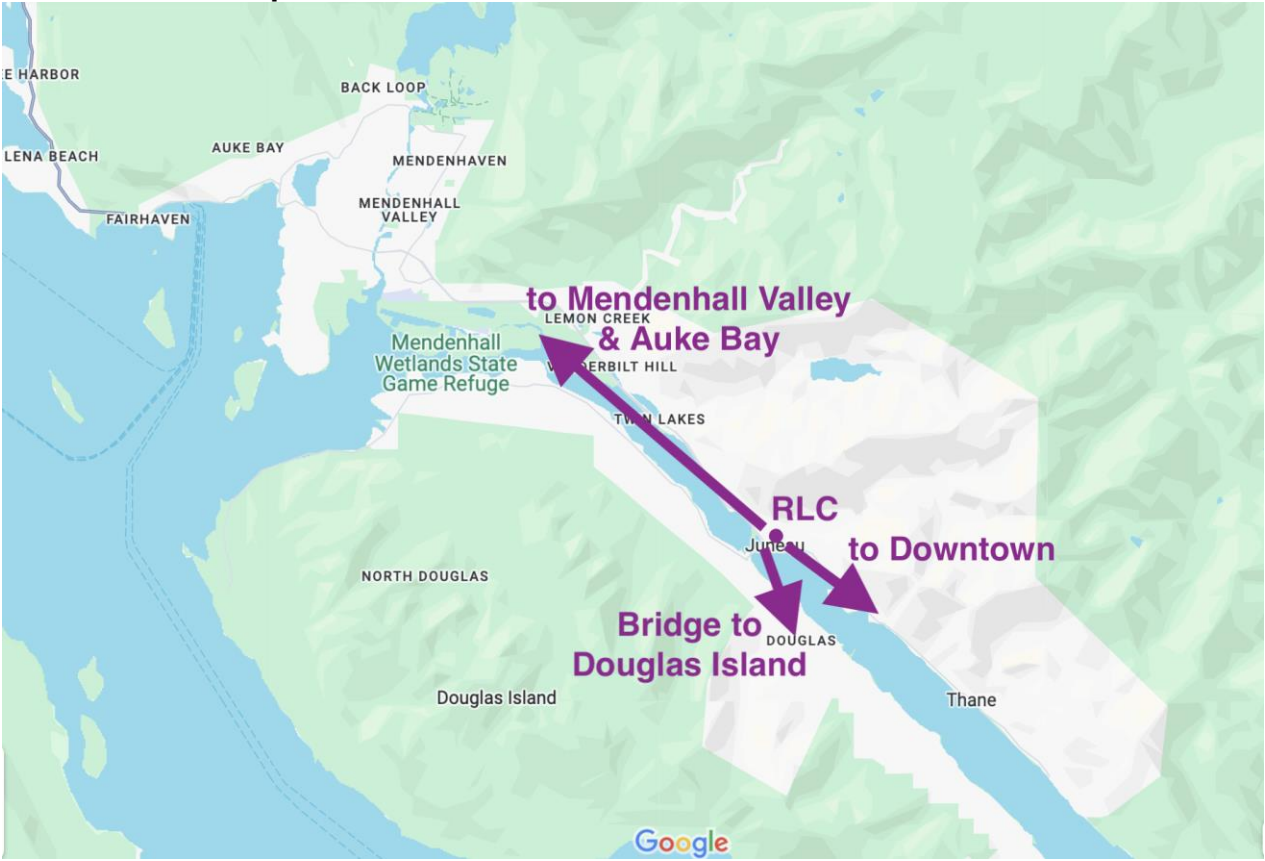 E HARBOR
BACK LOOP
LENA BEACH
AUKE BAY
MENDENHAVEN
MENDENHALL
VALLEY
FAIRHAVEN
to Mendenhall Valley
& Auke Bay
LEMON CREEK
Mendenhall
Wetlands State
Game Refuge
VANDERBILT HILL
TWIN LAKES
RLC
Juneau
to Downtown
NORTH DOUGLAS
Bridge to
Douglas Island
DOUGLAS
Douglas Island
Thane
Google